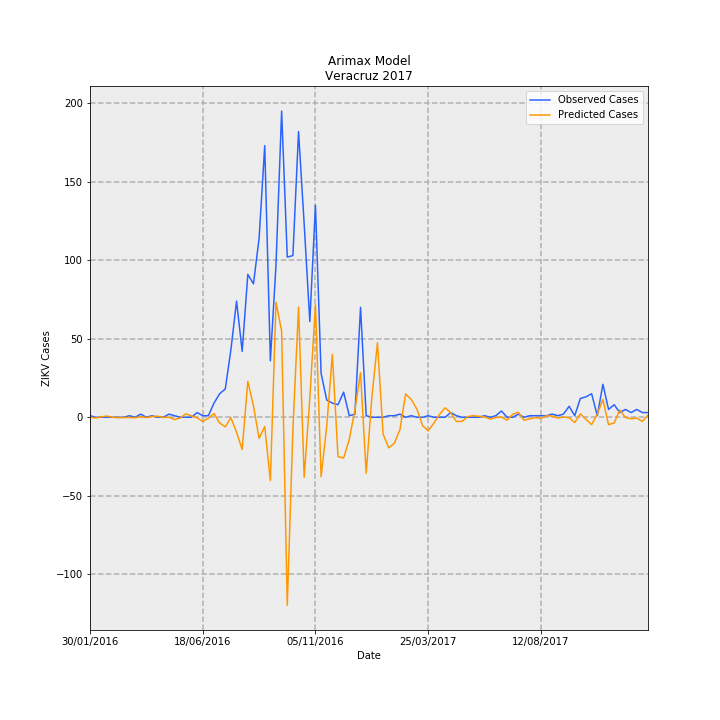 Arimax Model
Veracruz 2017
Observed Cases
Predicted Cases
ZIKV Cases
200
150
100
50
0
−50
−100
30/01/2016
18/06/2016
05/11/2016
25/03/2017
12/08/2017
Date